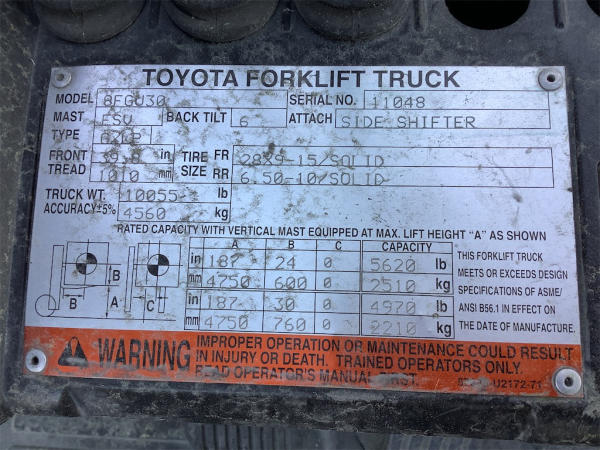 TOYOTA FORKLIFT TRUCK
MODEL 8FGU30 SERIAL NO. 11048
MAST FSV BACK TILT 6 ATTACH SIDE SHIFTER
TYPE G/LP
FRONT TREAD 39.8 in TIRE SIZE FR 28X9-15/SOLID
1010 mm RR 6.50-10/SOLID
TRUCK WT. 10055 lb
ACCURACY±5% 4560 kg
RATED CAPACITY WITH VERTICAL MAST EQUIPPED AT MAX. LIFT HEIGHT "A" AS SHOWN
A B C CAPACITY
in 187 24 0 5620 lb
mm 4750 600 0 2510 kg
in 187 30 0 4970 lb
mm 4750 760 0 2210 kg
B
B A C
THIS FORKLIFT TRUCK
MEETS OR EXCEEDS DESIGN
SPECIFICATIONS OF ASME/
ANSI B56.1 IN EFFECT ON
THE DATE OF MANUFACTURE.
WARNING IMPROPER OPERATION OR MAINTENANCE COULD RESULT
IN INJURY OR DEATH. TRAINED OPERATORS ONLY.
READ OPERATOR'S MANUAL FIRST.